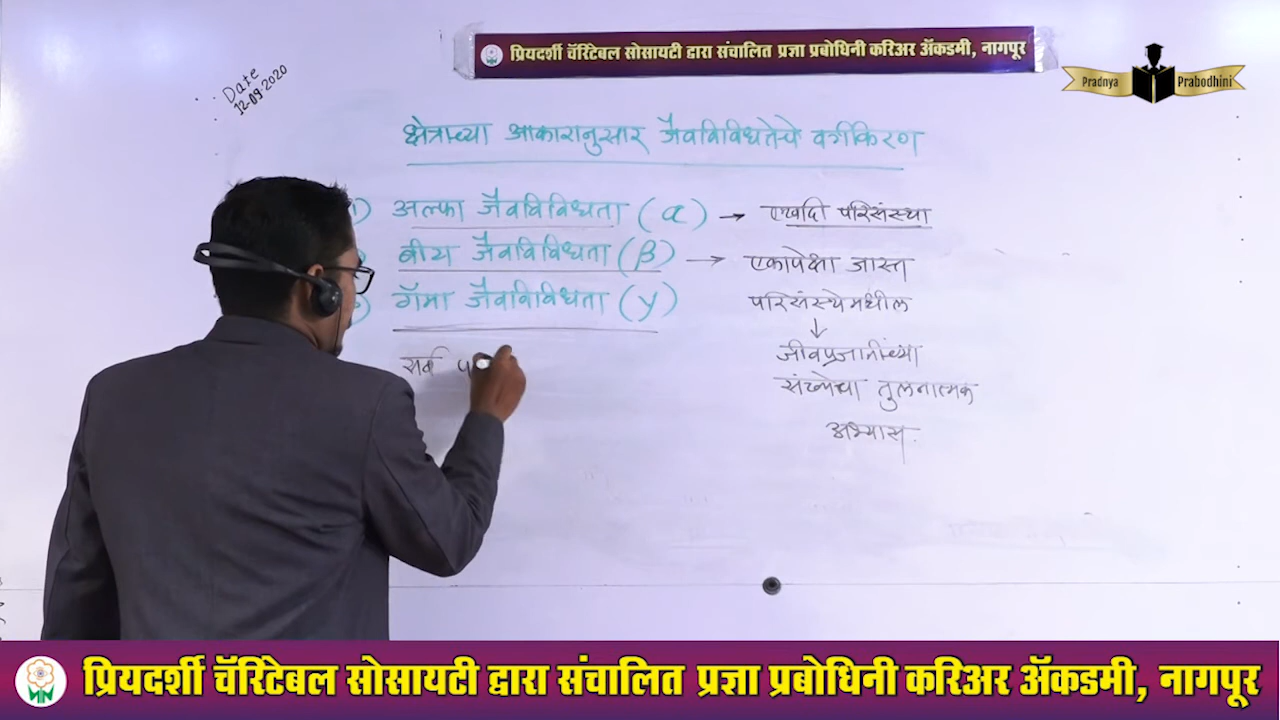 प्रियदर्शी चॅरिटेबल सोसायटी द्वारा संचालित प्रज्ञा प्रबोधिनी करिअर ॲकडमी, नागपूर
Pradnya Prabodhini
Date
12-09-2020
क्षेत्राच्या आकारानुसार जैवविविधतेचे वर्गीकरण
१) अल्फा जैवविविधता (α) → एखादी परिसंस्था
बीटा जैवविविधता (β) → एकापेक्षा जास्त
गॅमा जैवविविधता (γ) परिसंस्थेमधील
↓
सर्व जीवप्रजातींच्या
संख्येचा तुलनात्मक
अभ्यास.
प्रियदर्शी चॅरिटेबल सोसायटी द्वारा संचालित प्रज्ञा प्रबोधिनी करिअर ॲकडमी, नागपूर